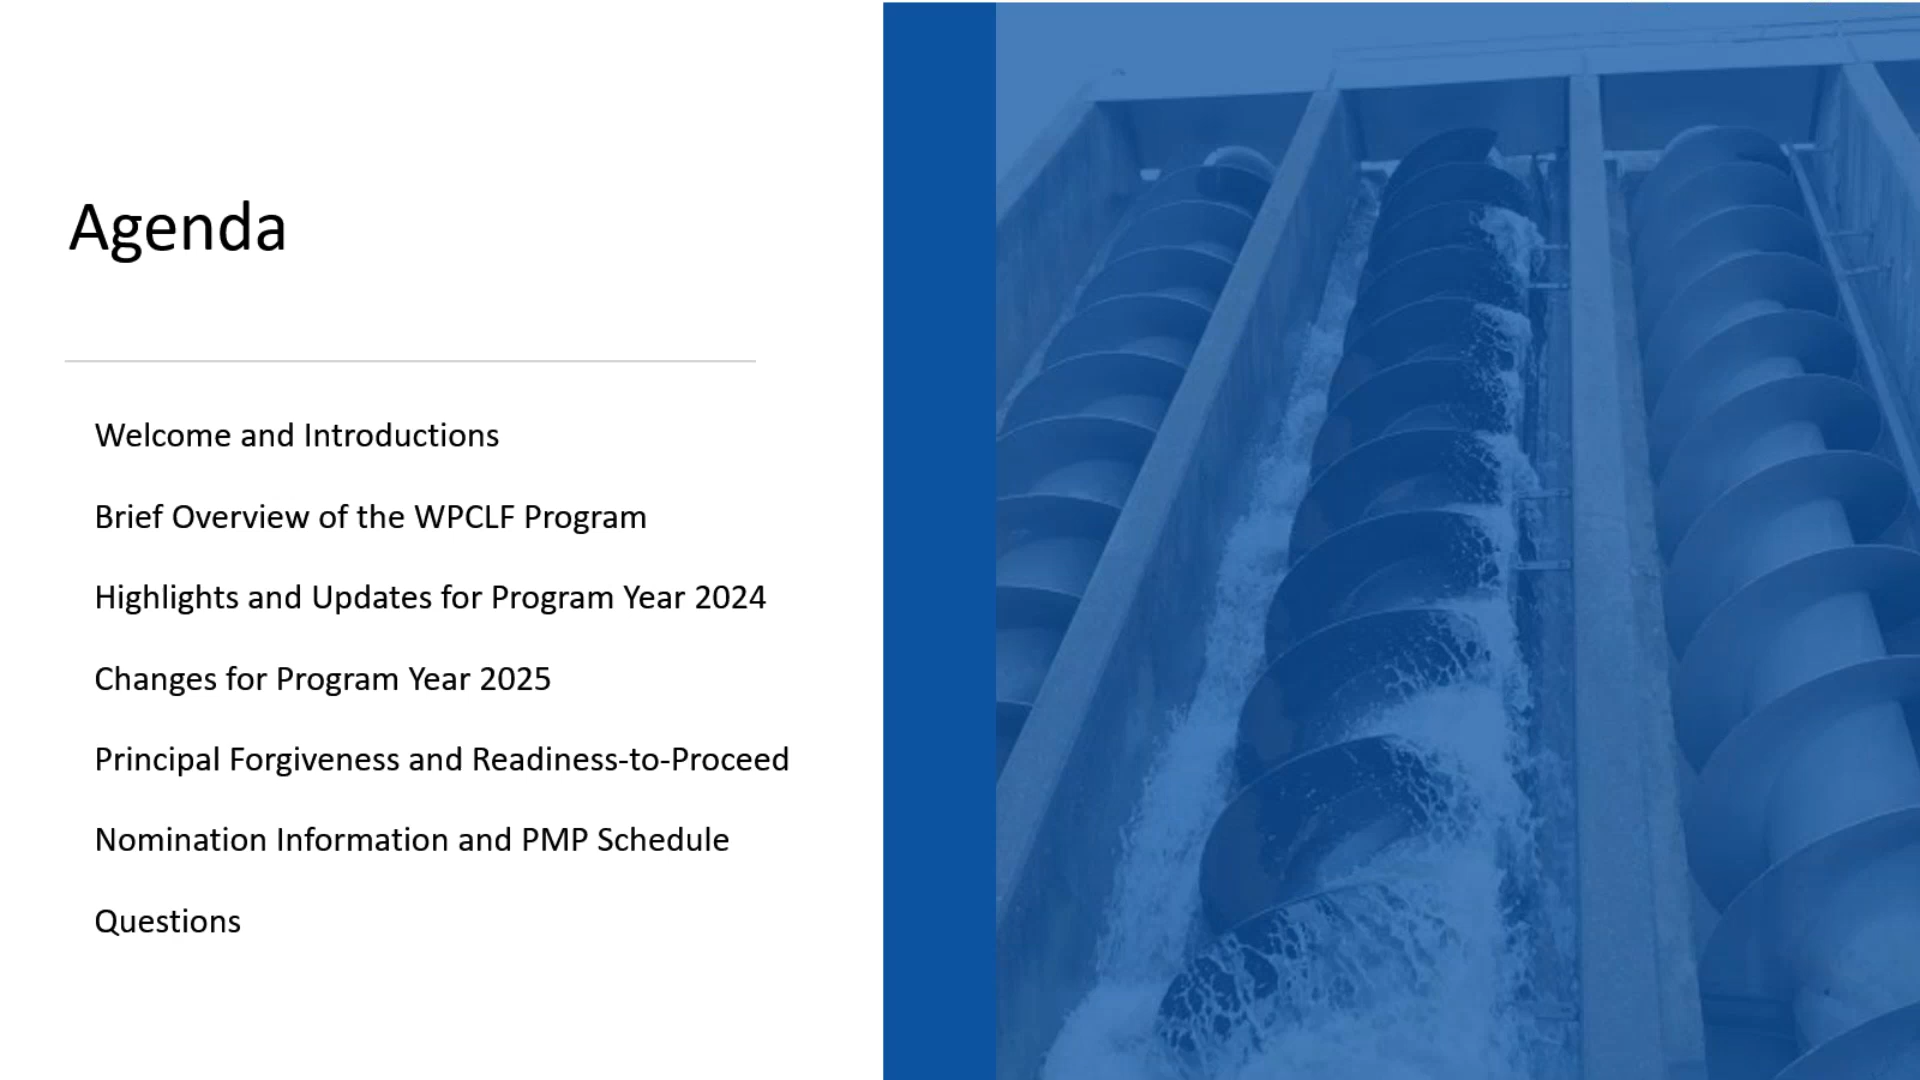 Agenda
Welcome and Introductions
Brief Overview of the WPCLF Program
Highlights and Updates for Program Year 2024
Changes for Program Year 2025
Principal Forgiveness and Readiness-to-Proceed
Nomination Information and PMP Schedule
Questions